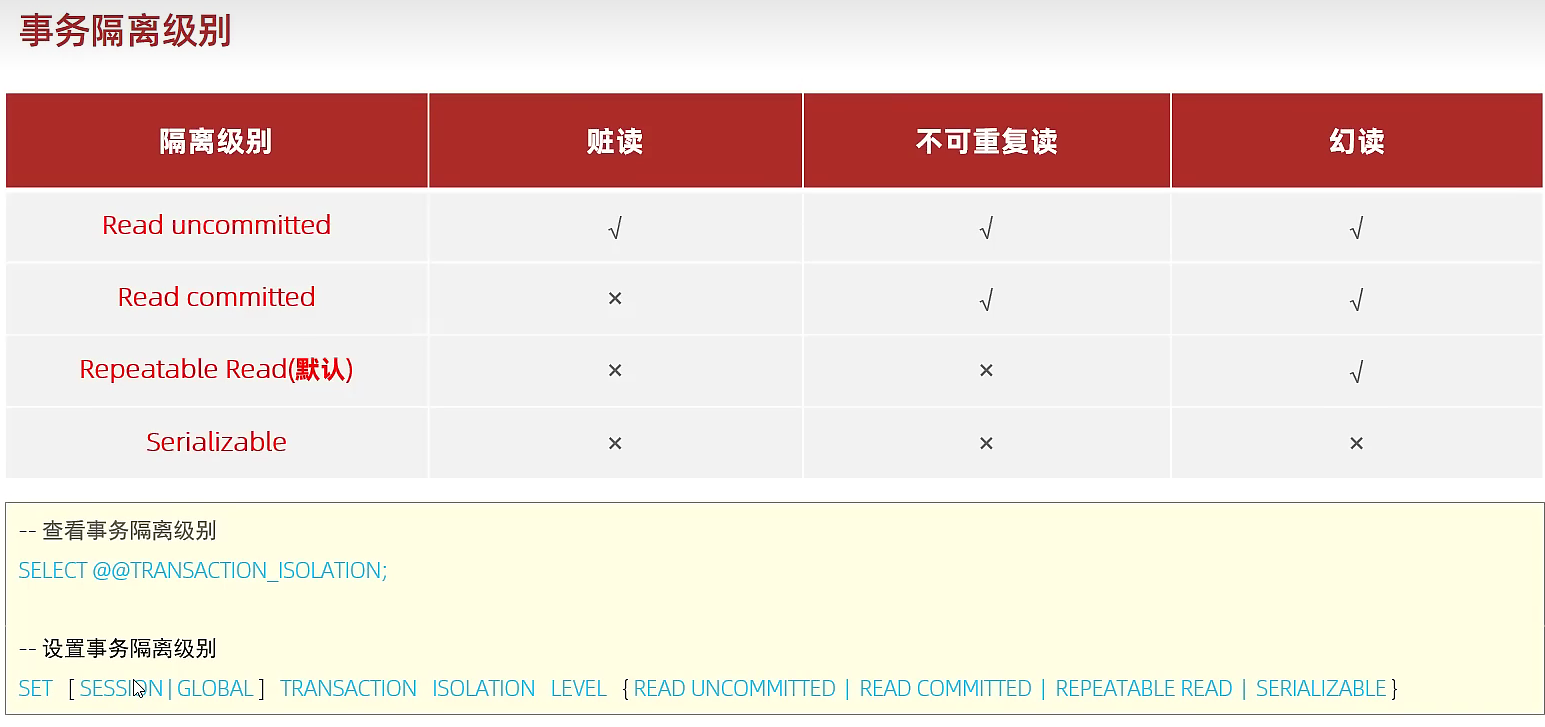 事务隔离级别
隔离级别 脏读 不可重复读 幻读
Read uncommitted √ √ √
Read committed × √ √
Repeatable Read(默认) × × √
Serializable × × ×
-- 查看事务隔离级别
SELECT @@TRANSACTION_ISOLATION;
-- 设置事务隔离级别
SET [ SESSION | GLOBAL ] TRANSACTION ISOLATION LEVEL { READ UNCOMMITTED | READ COMMITTED | REPEATABLE READ | SERIALIZABLE }